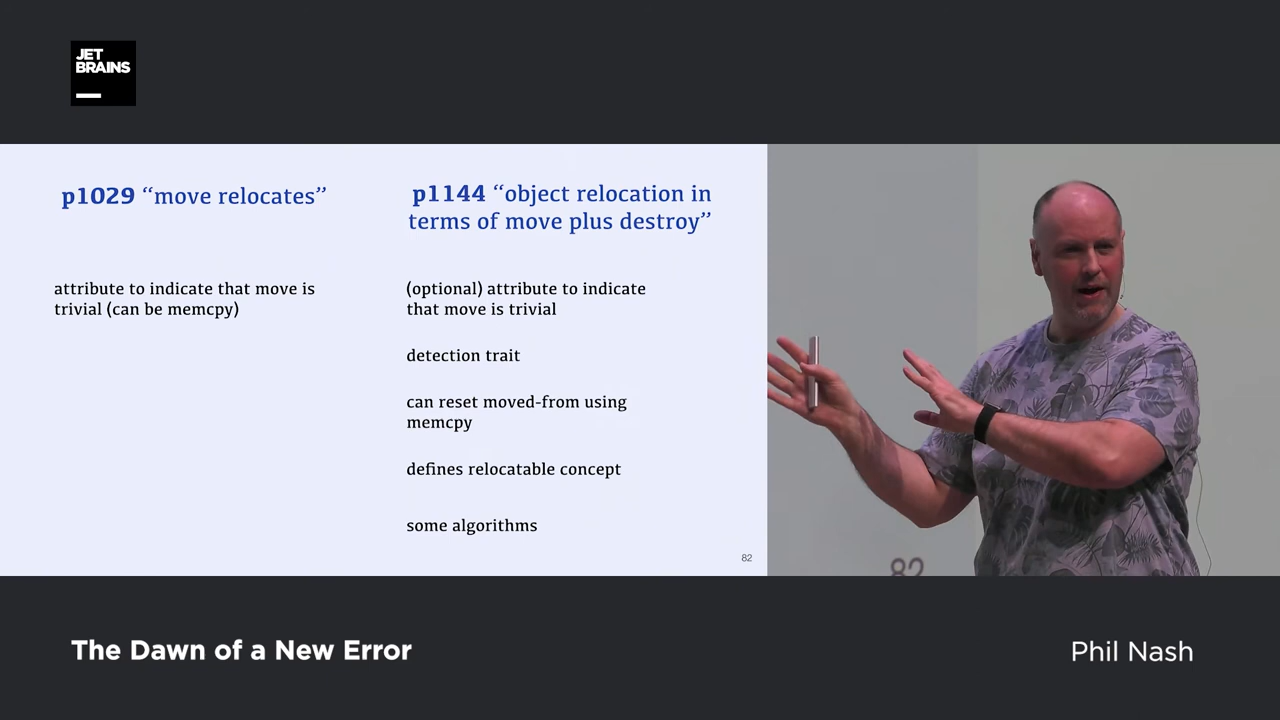 JET
BRAINS
p1029 “move relocates”
attribute to indicate that move is
trivial (can be memcpy)
p1144 “object relocation in
terms of move plus destroy”
(optional) attribute to indicate
that move is trivial
detection trait
can reset moved-from using
memcpy
defines relocatable concept
some algorithms
82
82
The Dawn of a New Error
Phil Nash